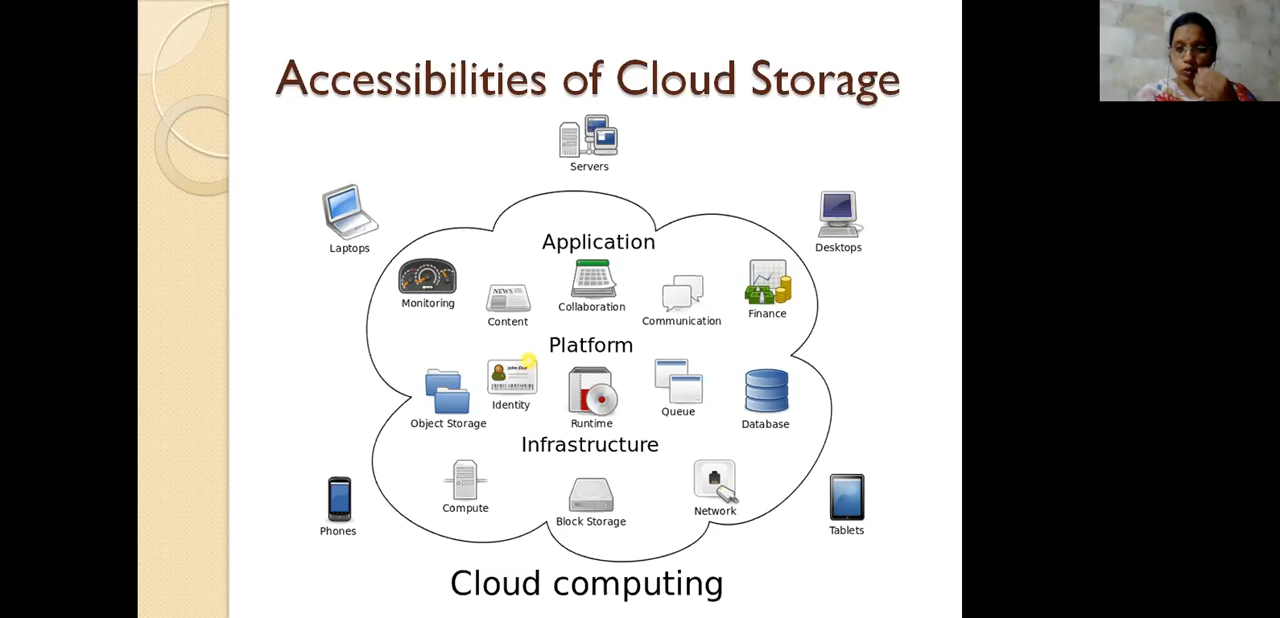 Accessibilities of Cloud Storage
Servers
Laptops
Desktops
Application
Monitoring
Content
Collaboration
Communication
Finance
NEWS
Platform
Object Storage
Identity
Runtime
Queue
Database
Infrastructure
Compute
Block Storage
Network
Phones
Tablets
Cloud computing